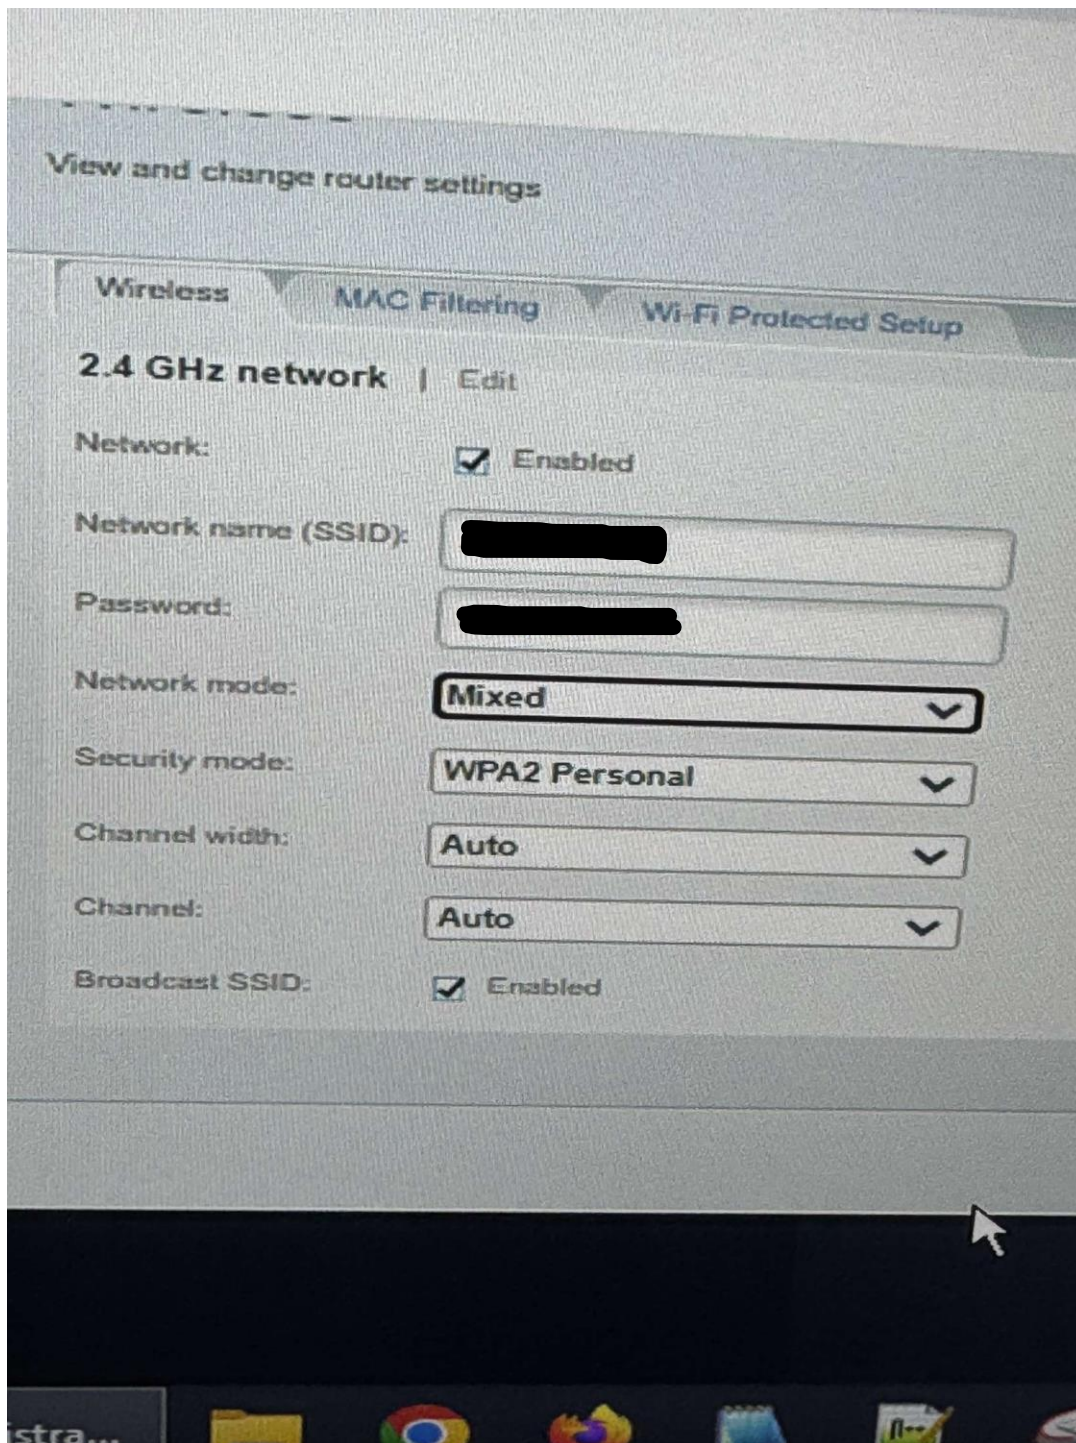 View and change router settings
Wireless
MAC Filtering
Wi-Fi Protected Setup
2.4 GHz network | Edit
Network: Enabled
Network name (SSID):
Password:
Network mode: Mixed
Security mode: WPA2 Personal
Channel width: Auto
Channel: Auto
Broadcast SSID: Enabled
istra...